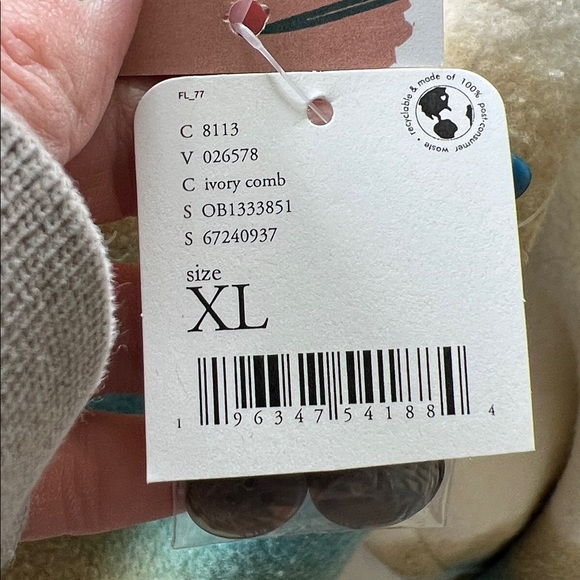 FL_77
recyclable & made of 100% post-consumer waste •
C 8113
V 026578
C ivory comb
S OB1333851
S 67240937
size
XL
1 96347 54188 4